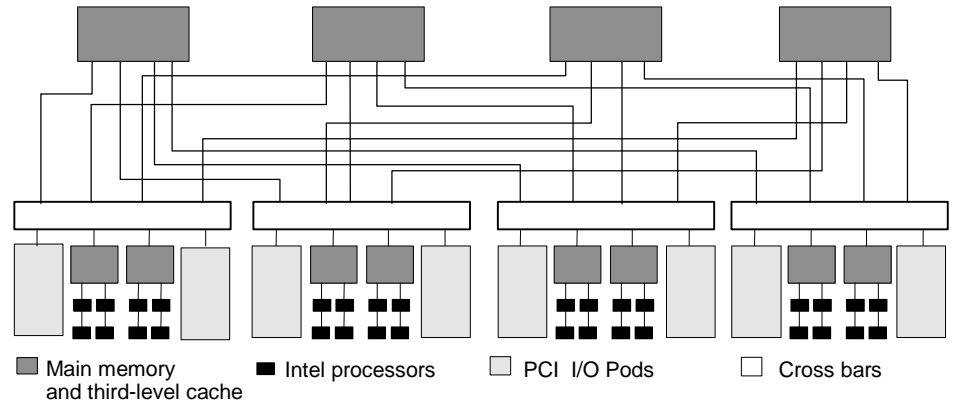 Main memory
and third-level cache
Intel processors
PCI I/O Pods
Cross bars